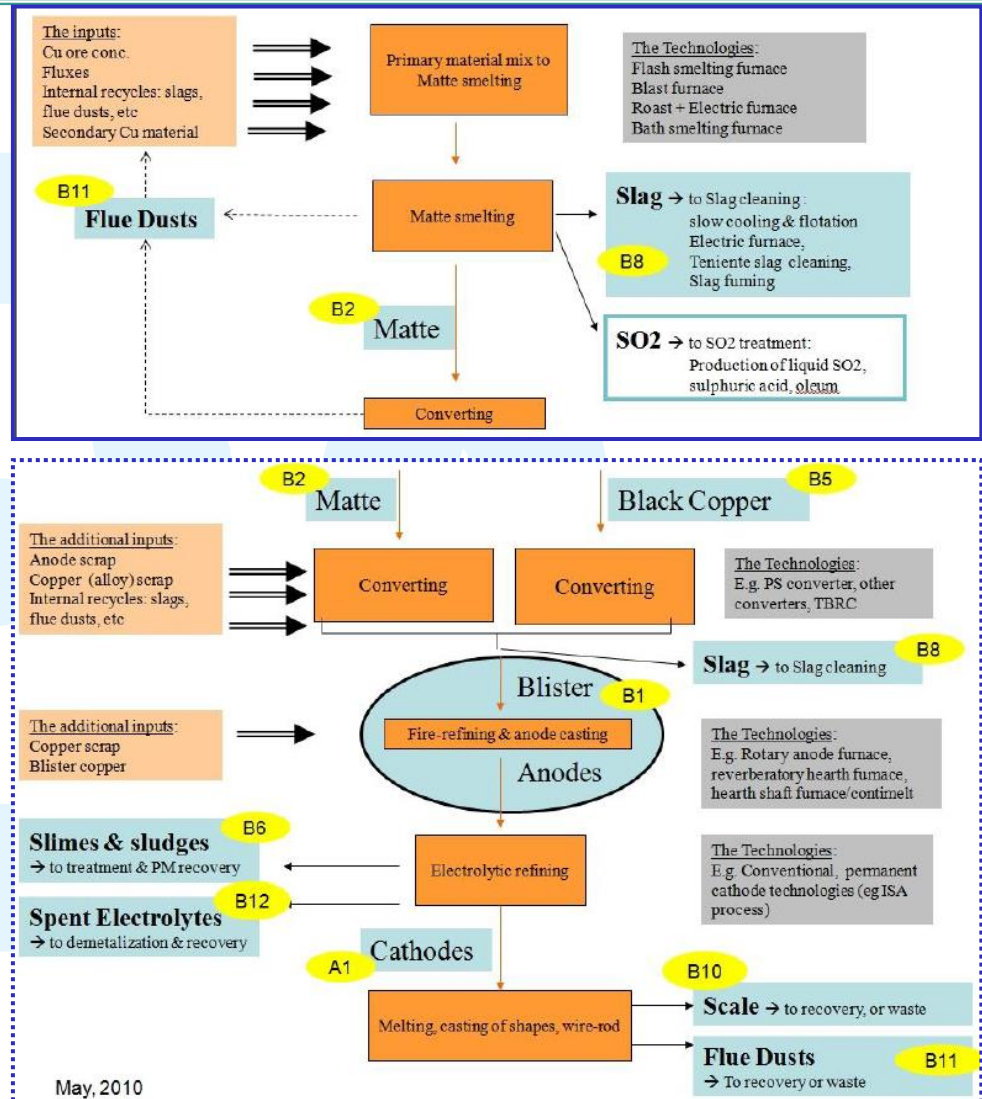 The inputs:
Cu ore conc.
Fluxes
Internal recycles: slags,
flue dusts, etc
Secondary Cu material
Primary material mix to
Matte smelting
The Technologies:
Flash smelting furnace
Blast furnace
Roast + Electric furnace
Bath smelting furnace
B11
Flue Dusts
Matte smelting
Slag → to Slag cleaning :
slow cooling & flotation
Electric furnace,
Teniente slag cleaning,
Slag fuming
B8
B2
Matte
SO2 → to SO2 treatment:
Production of liquid SO2,
sulphuric acid, oleum
Converting
B2
Matte
B5
Black Copper
The additional inputs:
Anode scrap
Copper (alloy) scrap
Internal recycles: slags,
flue dusts, etc
Converting
Converting
The Technologies:
E.g. PS converter, other
converters, TBRC
B8
Slag → to Slag cleaning
Blister
B1
The additional inputs:
Copper scrap
Blister copper
Fire-refining & anode casting
Anodes
The Technologies:
E.g. Rotary anode furnace,
reverberatory hearth furnace,
hearth shaft furnace/contimelt
B6
Slimes & sludges
→ to treatment & PM recovery
B12
Spent Electrolytes
→ to demetalization & recovery
Electrolytic refining
The Technologies:
E.g. Conventional, permanent
cathode technologies (eg ISA
process)
Cathodes
A1
Melting, casting of shapes, wire-rod
B10
Scale → to recovery, or waste
Flue Dusts
B11
→ To recovery or waste
May, 2010